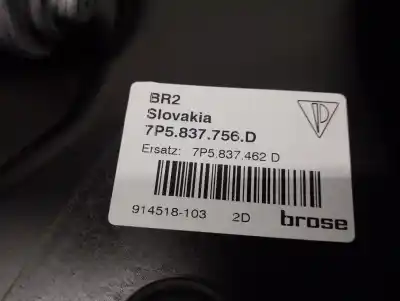 BR2
Slovakia
7P5.837.756.D
Ersatz: 7P5.837.462 D
914518-103 2D brose